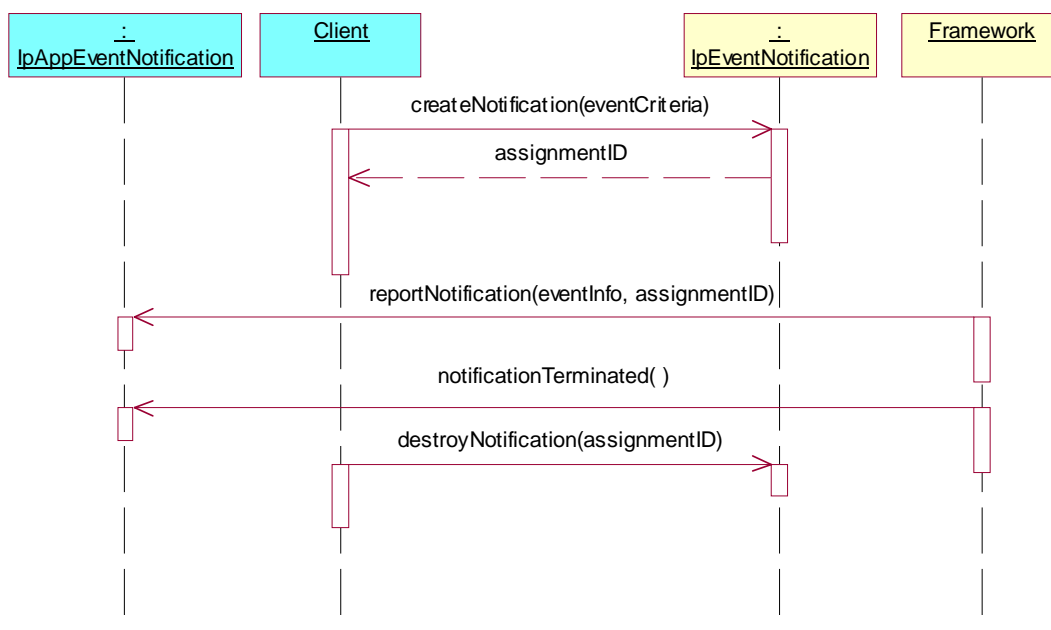 :
IpAppEventNotification
Client
:
IpEventNotification
Framework
createNotification(eventCriteria)
assignmentID
reportNotification(eventInfo, assignmentID)
notificationTerminated( )
destroyNotification(assignmentID)